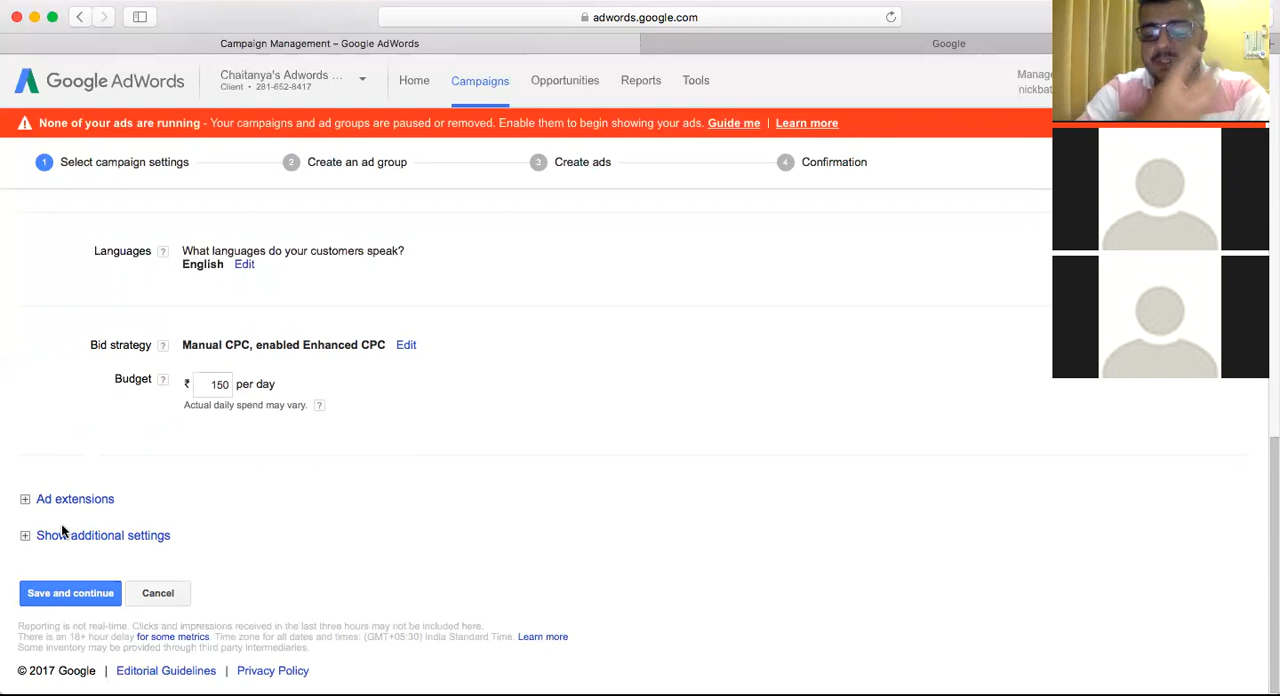 adwords.google.com
Campaign Management – Google AdWords
Google
Google AdWords
Chaitanya's Adwords ...
Client • 281-652-8417
Home
Campaigns
Opportunities
Reports
Tools
Manage
nickbat
None of your ads are running - Your campaigns and ad groups are paused or removed. Enable them to begin showing your ads. Guide me | Learn more
1 Select campaign settings
2 Create an ad group
3 Create ads
4 Confirmation
Languages ? What languages do your customers speak?
English Edit
Bid strategy ? Manual CPC, enabled Enhanced CPC Edit
Budget ? ₹ 150 per day
Actual daily spend may vary. ?
Ad extensions
Show additional settings
Save and continue Cancel
Reporting is not real-time. Clicks and impressions received in the last three hours may not be included here.
There is an 18+ hour delay for some metrics. Time zone for all dates and times: (GMT+05:30) India Standard Time. Learn more
Some inventory may be provided through third party intermediaries.
© 2017 Google | Editorial Guidelines | Privacy Policy